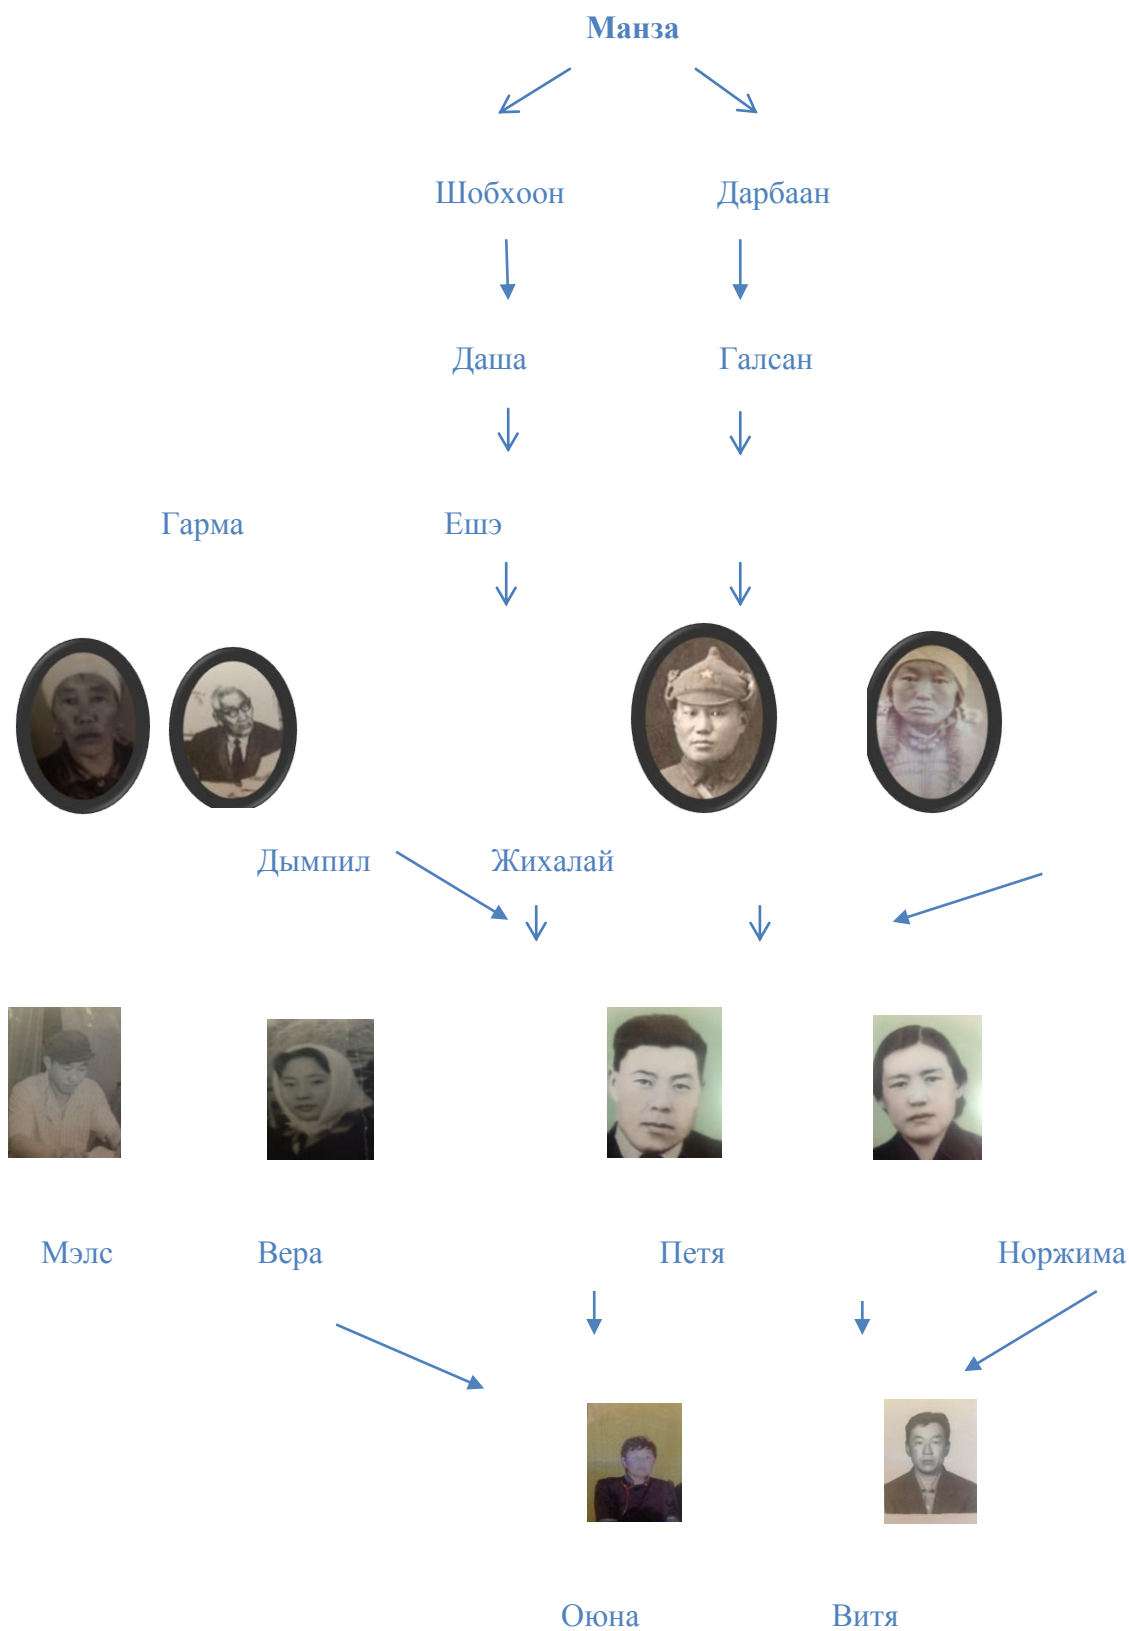 Манза
Шобхоон Дарбаан
Даша Галсан
Гарма Ешэ
Дымпил Жихалай
Мэлс Вера Петя Норжима
Оюна Витя